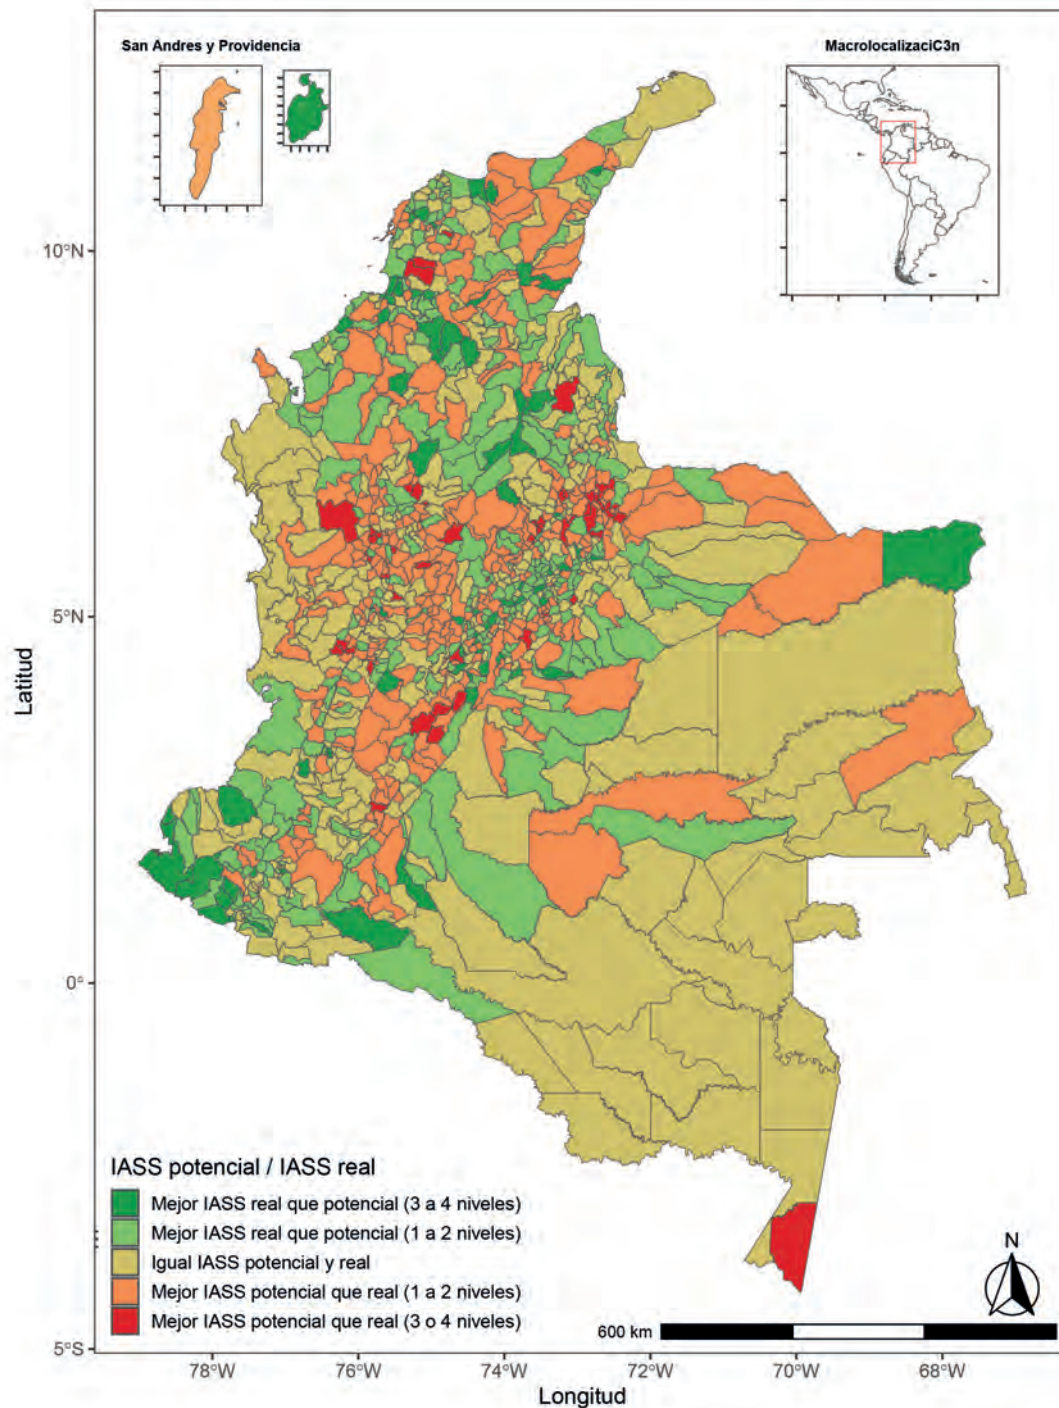 San Andres y Providencia
MacrolocalizaciC3n
10°N
5°N
0°
5°S
Latitud
IASS potencial / IASS real
Mejor IASS real que potencial (3 a 4 niveles)
Mejor IASS real que potencial (1 a 2 niveles)
Igual IASS potencial y real
Mejor IASS potencial que real (1 a 2 niveles)
Mejor IASS potencial que real (3 o 4 niveles)
N
600 km
78°W
76°W
74°W
72°W
70°W
68°W
Longitud